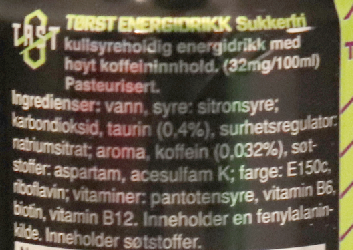 TØRST
TØRST ENERGIDRIKK Sukkerfri
kullsyreholdig energidrikk med
høyt koffeininnhold. (32mg/100ml)
Pasteurisert.
Ingredienser: vann, syre: sitronsyre;
karbondioksid, taurin (0,4%), surhetsregulator:
natriumsitrat; aroma, koffein (0,032%), søt-
stoffer: aspartam, acesulfam K; farge: E150c,
riboflavin; vitaminer: pantotensyre, vitamin B6,
biotin, vitamin B12. Inneholder en fenylalanin-
kilde. Inneholder søtstoffer.